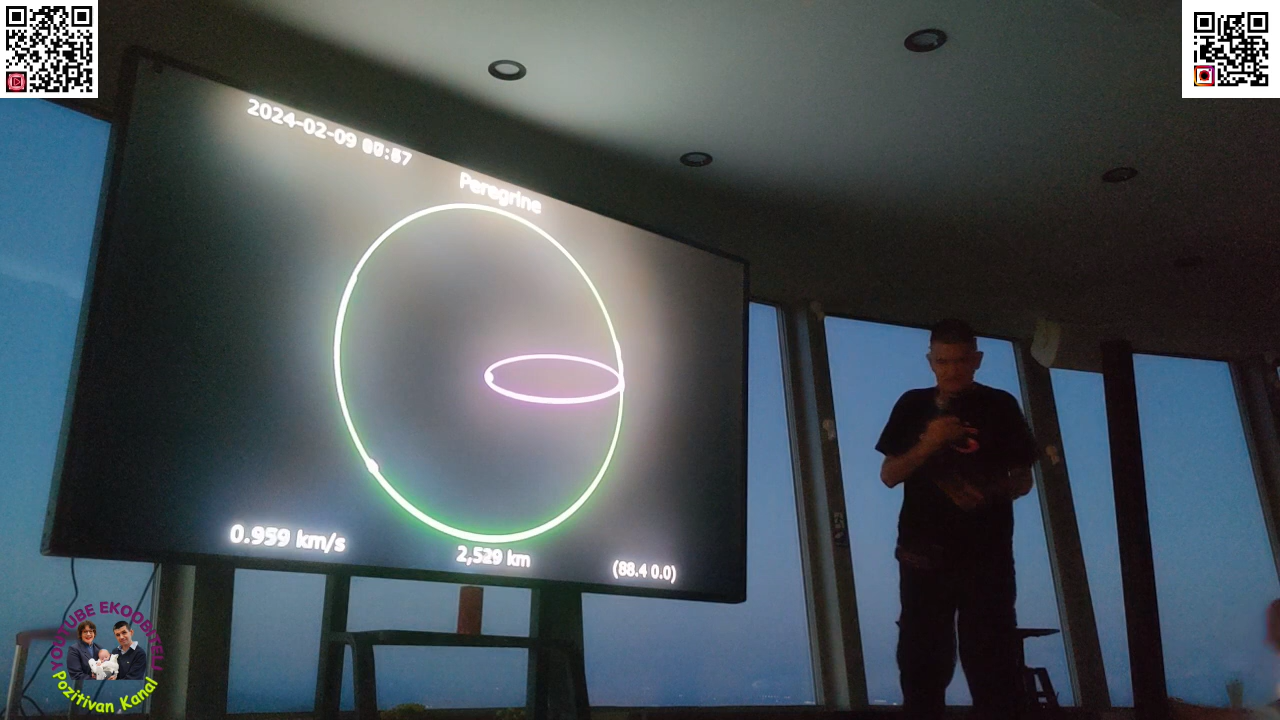 2024-02-09
Peregrine
0.959 km/s
2,529 km
(88.4 0.0)
YOUTUBE EKOOBITELJ
Pozitivan Kanal